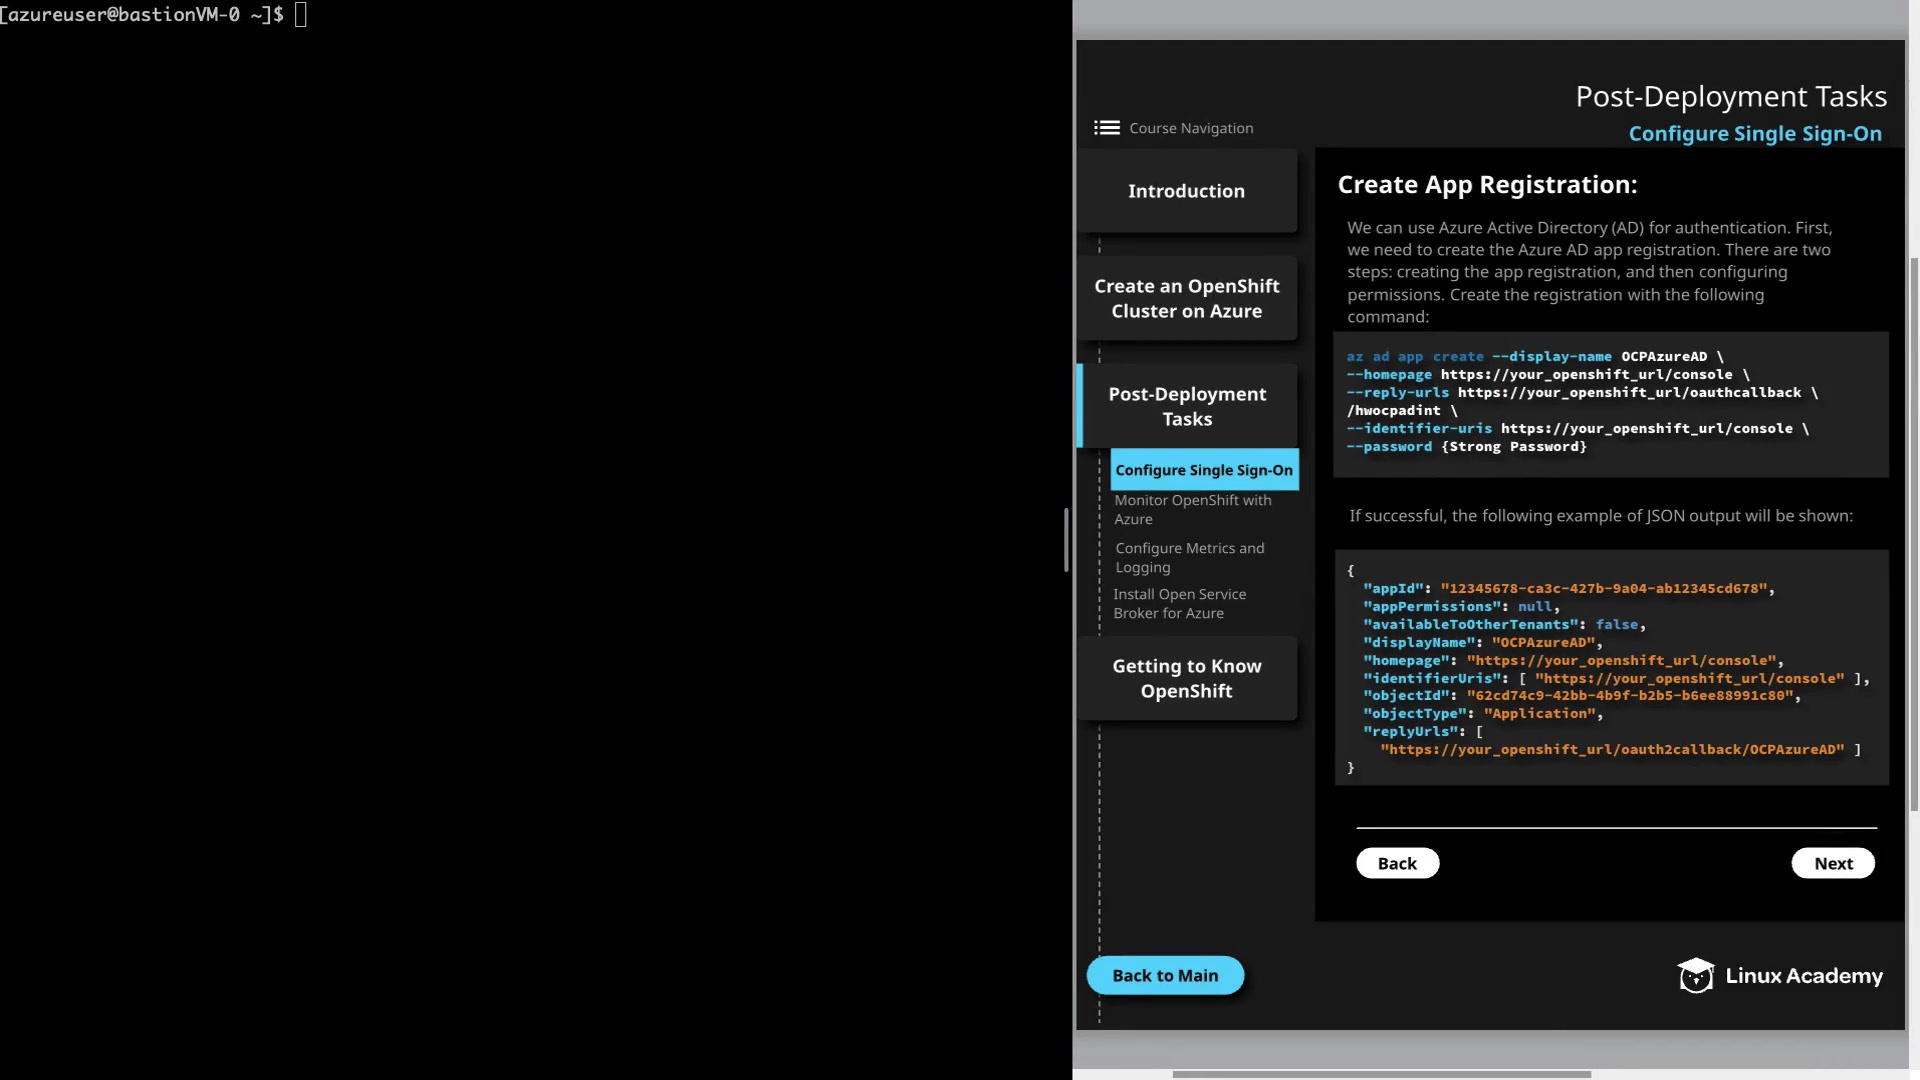 [azureuser@bastionVM-0 ~]$
Post-Deployment Tasks
Configure Single Sign-On
Course Navigation
Introduction
Create an OpenShift
Cluster on Azure
Post-Deployment
Tasks
Configure Single Sign-On
Monitor OpenShift with
Azure
Configure Metrics and
Logging
Install Open Service
Broker for Azure
Getting to Know
OpenShift
Back to Main
Create App Registration:
We can use Azure Active Directory (AD) for authentication. First,
we need to create the Azure AD app registration. There are two
steps: creating the app registration, and then configuring
permissions. Create the registration with the following
command:
az ad app create --display-name OCPAzureAD \
--homepage https://your_openshift_url/console \
--reply-urls https://your_openshift_url/oauthcallback \
/hwocpadint \
--identifier-uris https://your_openshift_url/console \
--password {Strong Password}
If successful, the following example of JSON output will be shown:
{
"appId": "12345678-ca3c-427b-9a04-ab12345cd678",
"appPermissions": null,
"availableToOtherTenants": false,
"displayName": "OCPAzureAD",
"homepage": "https://your_openshift_url/console",
"identifierUris": [ "https://your_openshift_url/console" ],
"objectId": "62cd74c9-42bb-4b9f-b2b5-b6ee88991c80",
"objectType": "Application",
"replyUrls": [
"https://your_openshift_url/oauth2callback/OCPAzureAD" ]
}
Back
Next
Linux Academy